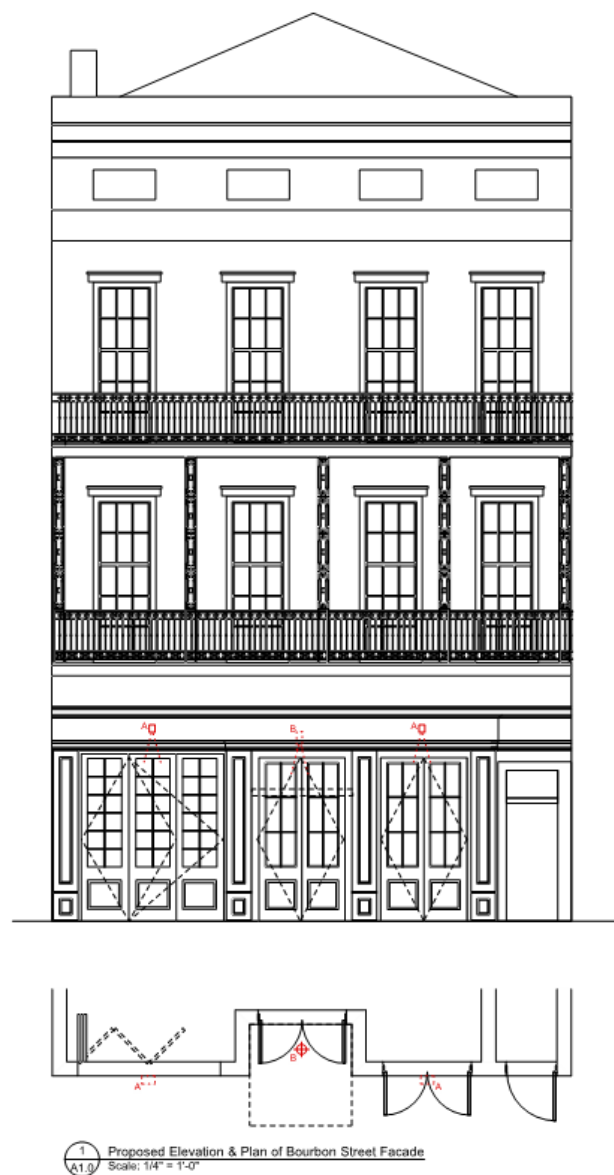 A
B
A
A
B
A
1
A1.0
Proposed Elevation & Plan of Bourbon Street Facade
Scale: 1/4" = 1'-0"